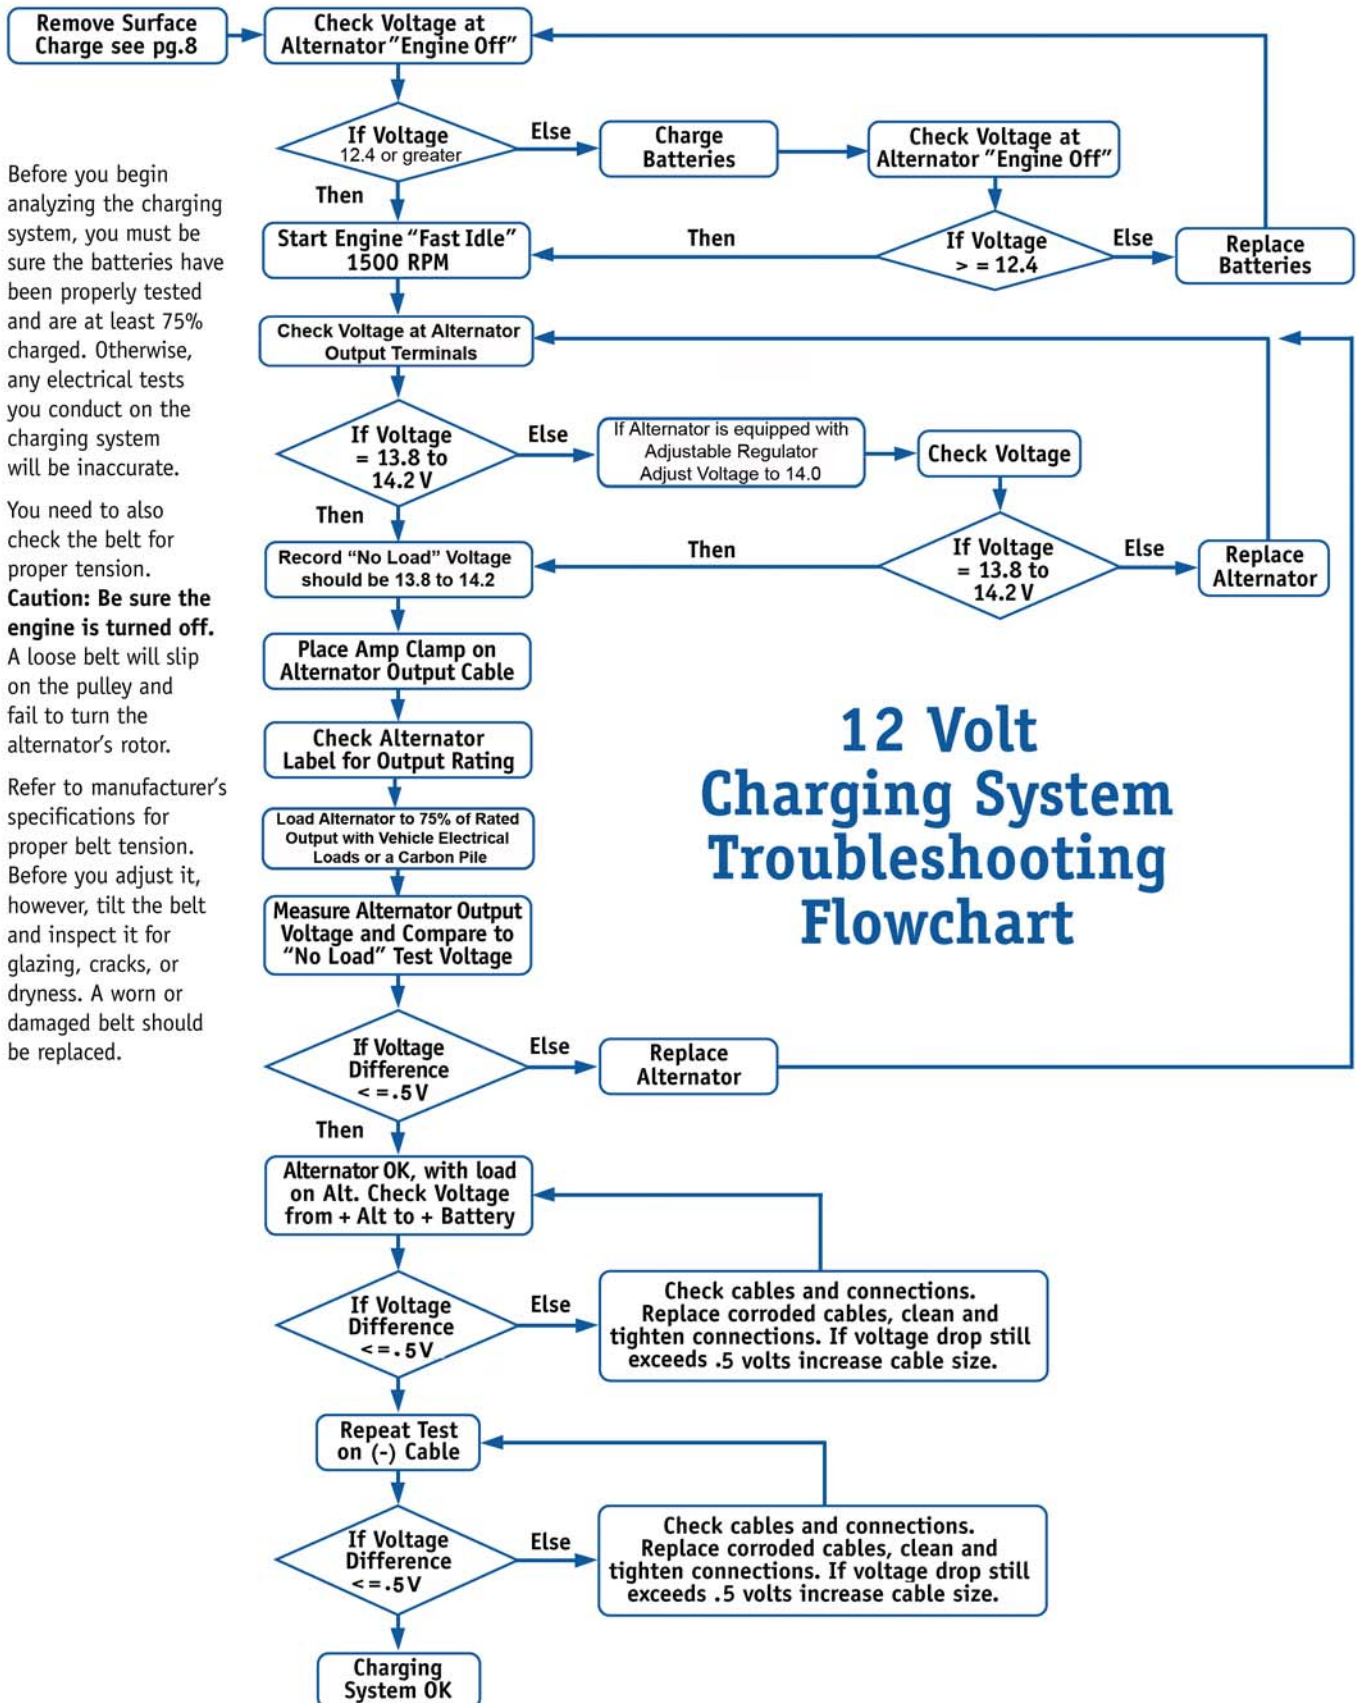 Remove Surface
Charge see pg.8
Check Voltage at
Alternator "Engine Off"
If Voltage
12.4 or greater
Else
Charge
Batteries
Check Voltage at
Alternator "Engine Off"
Then
Start Engine “Fast Idle”
1500 RPM
Then
If Voltage
> = 12.4
Else
Replace
Batteries
Check Voltage at Alternator
Output Terminals
If Voltage
= 13.8 to
14.2 V
Else
If Alternator is equipped with
Adjustable Regulator
Adjust Voltage to 14.0
Check Voltage
Then
Record “No Load” Voltage
should be 13.8 to 14.2
Then
If Voltage
= 13.8 to
14.2 V
Else
Replace
Alternator
Place Amp Clamp on
Alternator Output Cable
Check Alternator
Label for Output Rating
Load Alternator to 75% of Rated
Output with Vehicle Electrical
Loads or a Carbon Pile
Measure Alternator Output
Voltage and Compare to
“No Load” Test Voltage
If Voltage
Difference
< = .5 V
Else
Replace
Alternator
Then
Alternator OK, with load
on Alt. Check Voltage
from + Alt to + Battery
If Voltage
Difference
< = . 5 V
Else
Check cables and connections.
Replace corroded cables, clean and
tighten connections. If voltage drop still
exceeds .5 volts increase cable size.
Repeat Test
on (-) Cable
If Voltage
Difference
< = .5 V
Else
Check cables and connections.
Replace corroded cables, clean and
tighten connections. If voltage drop still
exceeds .5 volts increase cable size.
Charging
System OK
12 Volt
Charging System
Troubleshooting
Flowchart
Before you begin
analyzing the charging
system, you must be
sure the batteries have
been properly tested
and are at least 75%
charged. Otherwise,
any electrical tests
you conduct on the
charging system
will be inaccurate.
You need to also
check the belt for
proper tension.
Caution: Be sure the
engine is turned off.
A loose belt will slip
on the pulley and
fail to turn the
alternator’s rotor.
Refer to manufacturer’s
specifications for
proper belt tension.
Before you adjust it,
however, tilt the belt
and inspect it for
glazing, cracks, or
dryness. A worn or
damaged belt should
be replaced.